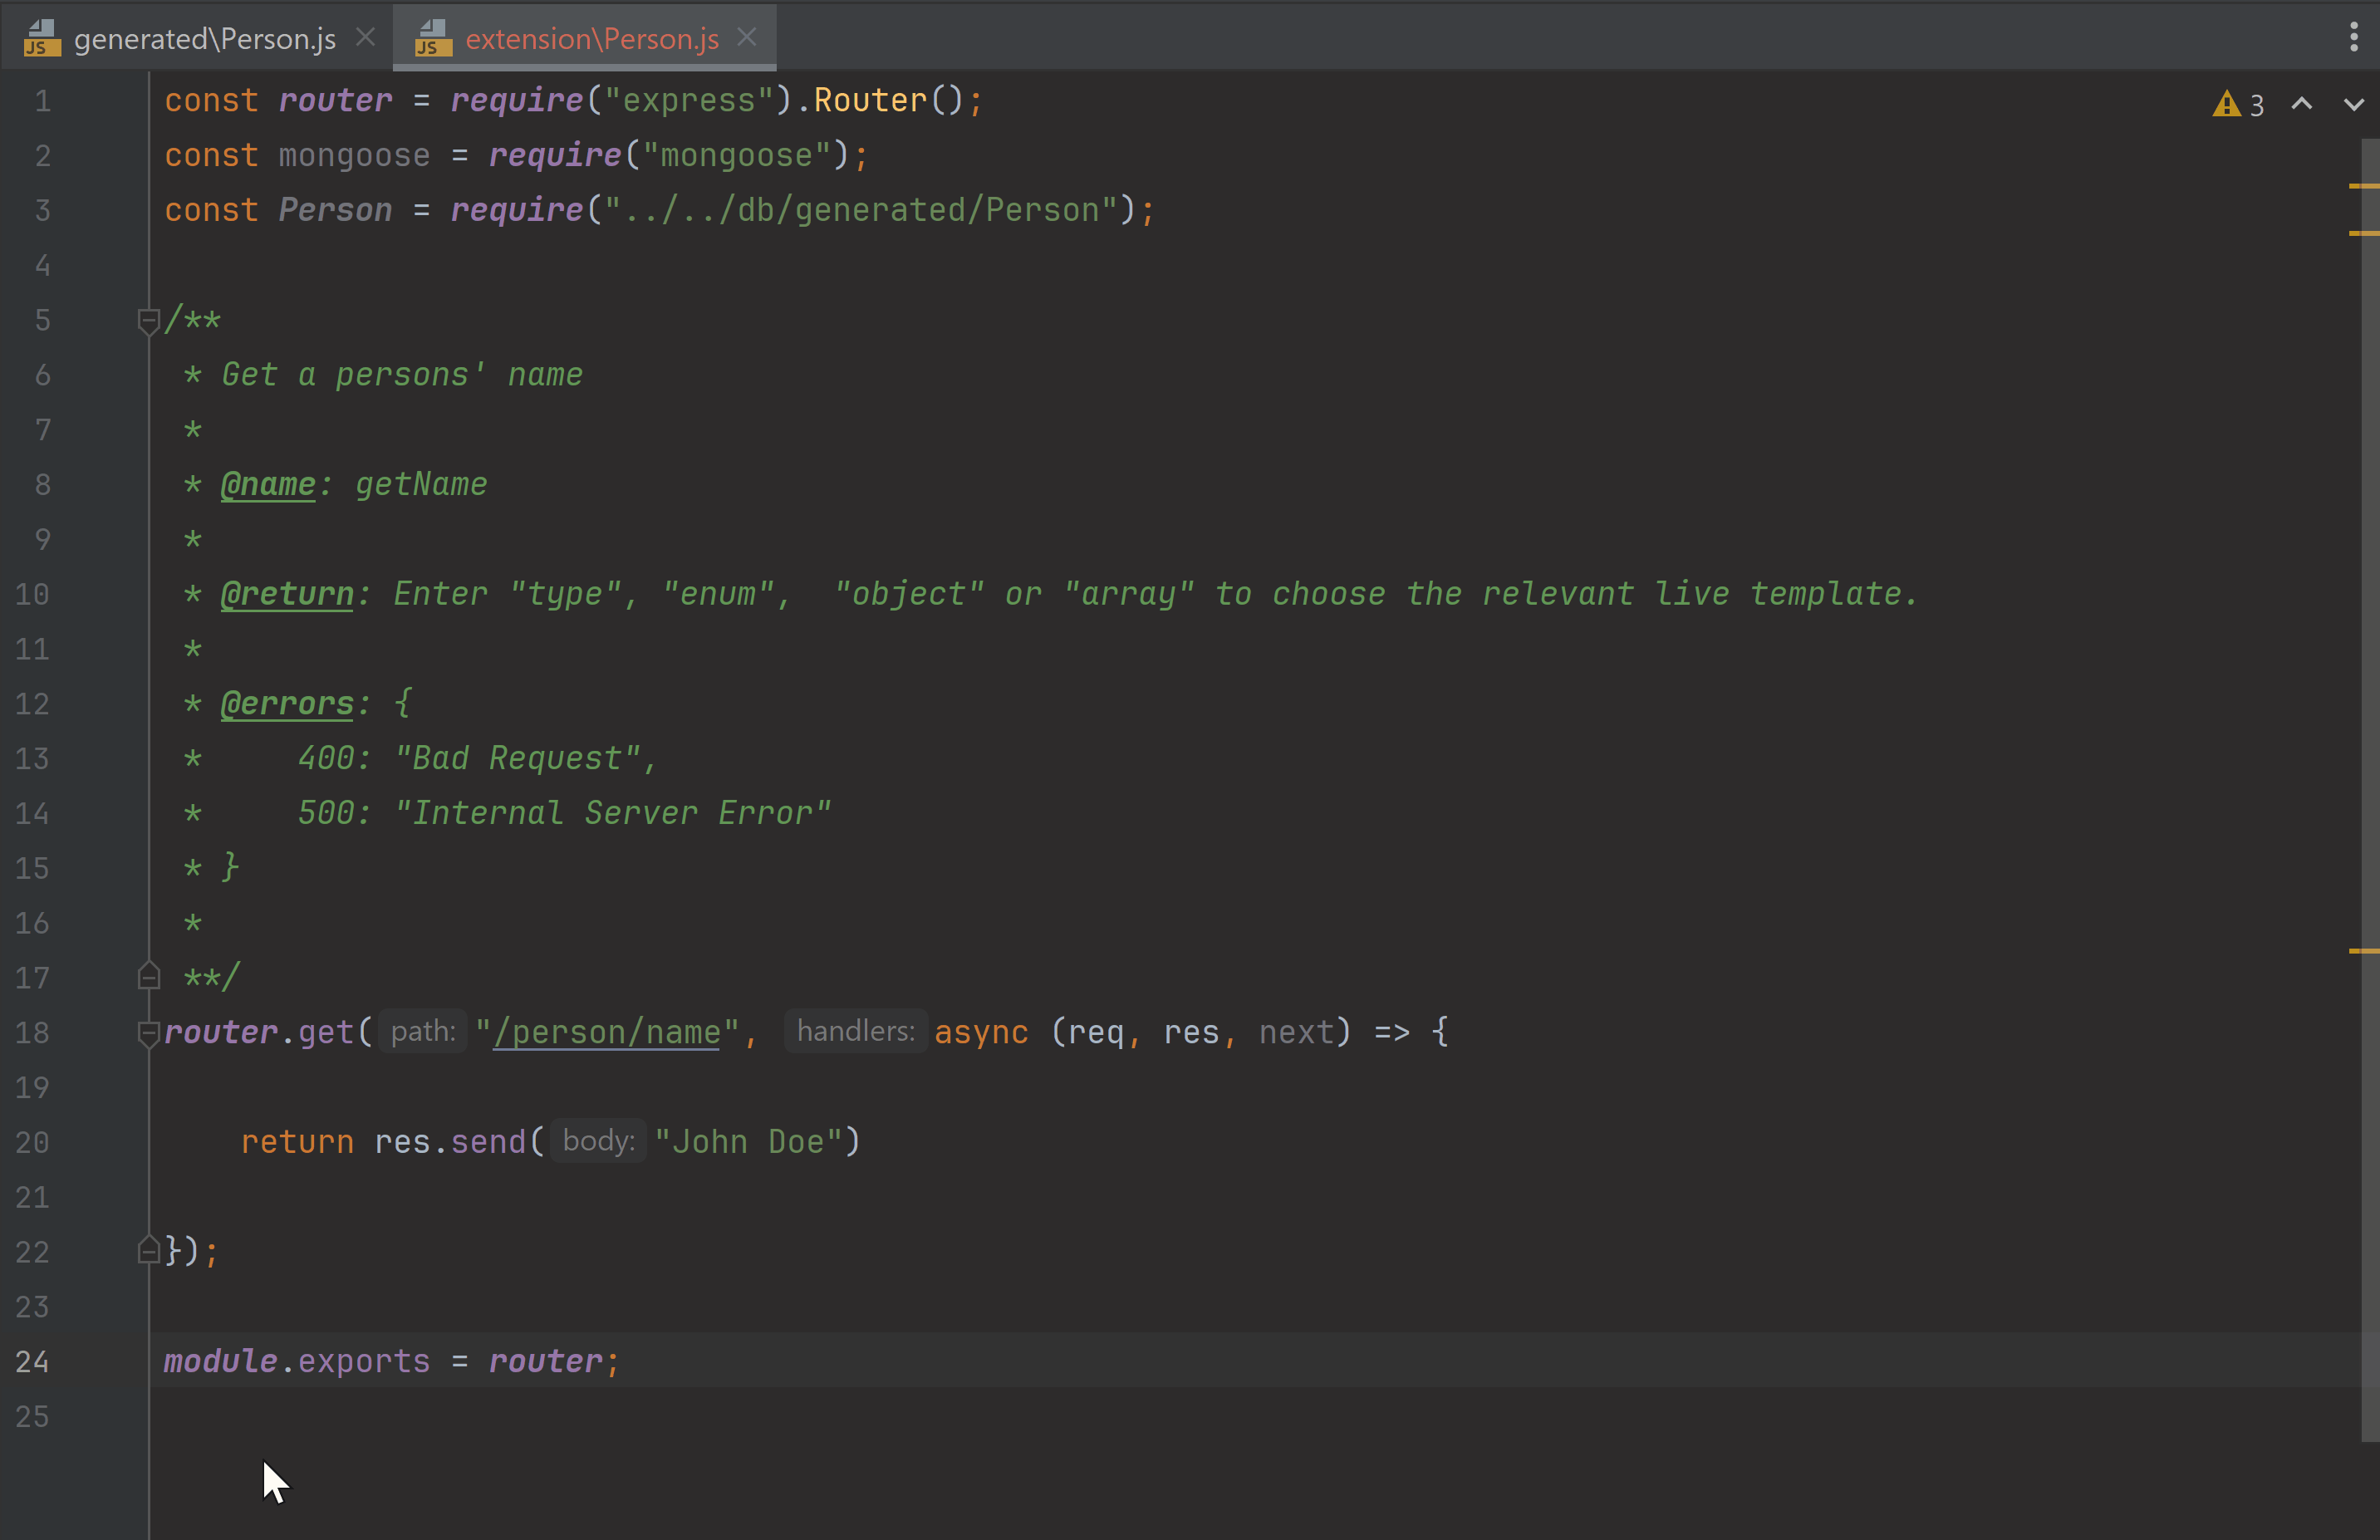 JS generated\Person.js JS extension\Person.js
3
1 const router = require("express").Router();
2 const mongoose = require("mongoose");
3 const Person = require("../../db/generated/Person");
4
5 /**
6 * Get a persons' name
7 *
8 * @name: getName
9 *
10 * @return: Enter "type", "enum",  "object" or "array" to choose the relevant live template.
11 *
12 * @errors: {
13 *     400: "Bad Request",
14 *     500: "Internal Server Error"
15 * }
16 *
17 **/
18 router.get( path: "/person/name", handlers: async (req, res, next) => {
19
20     return res.send( body: "John Doe")
21
22 });
23
24 module.exports = router;
25